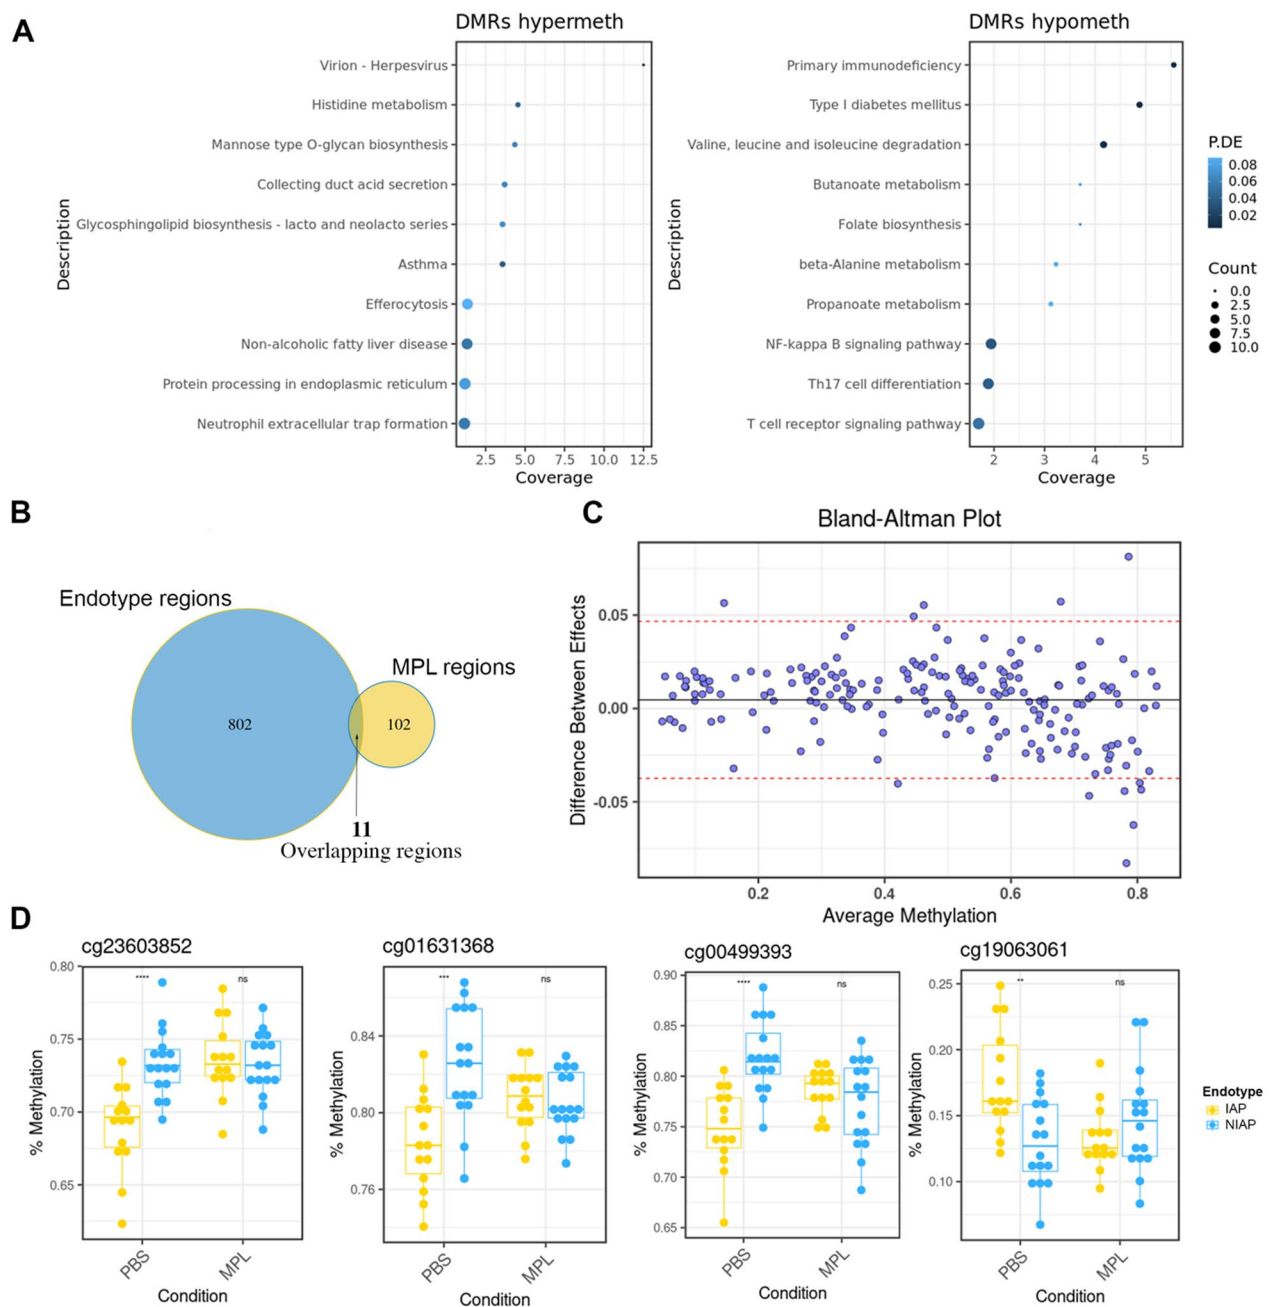 A
DMRs hypermeth
DMRs hypometh
Description
Virion - Herpesvirus
Histidine metabolism
Mannose type O-glycan biosynthesis
Collecting duct acid secretion
Glycosphingolipid biosynthesis - lacto and neolacto series
Asthma
Efferocytosis
Non-alcoholic fatty liver disease
Protein processing in endoplasmic reticulum
Neutrophil extracellular trap formation
2.5 5.0 7.5 10.0 12.5
Coverage
Description
Primary immunodeficiency
Type I diabetes mellitus
Valine, leucine and isoleucine degradation
Butanoate metabolism
Folate biosynthesis
beta-Alanine metabolism
Propanoate metabolism
NF-kappa B signaling pathway
Th17 cell differentiation
T cell receptor signaling pathway
2 3 4 5
Coverage
P.DE
0.08
0.06
0.04
0.02
Count
0.0
2.5
5.0
7.5
10.0
B
Endotype regions
MPL regions
802
102
11
Overlapping regions
C
Bland-Altman Plot
Difference Between Effects
0.05
0.00
-0.05
0.2 0.4 0.6 0.8
Average Methylation
D
cg23603852
% Methylation
0.80
0.75
0.70
0.65
**** ns
PBS MPL
Condition
cg01631368
% Methylation
0.84
0.80
0.76
*** ns
PBS MPL
Condition
cg00499393
% Methylation
0.90
0.85
0.80
0.75
0.70
0.65
**** ns
PBS MPL
Condition
cg19063061
% Methylation
0.25
0.20
0.15
0.10
** ns
PBS MPL
Condition
Endotype
IAP
NIAP